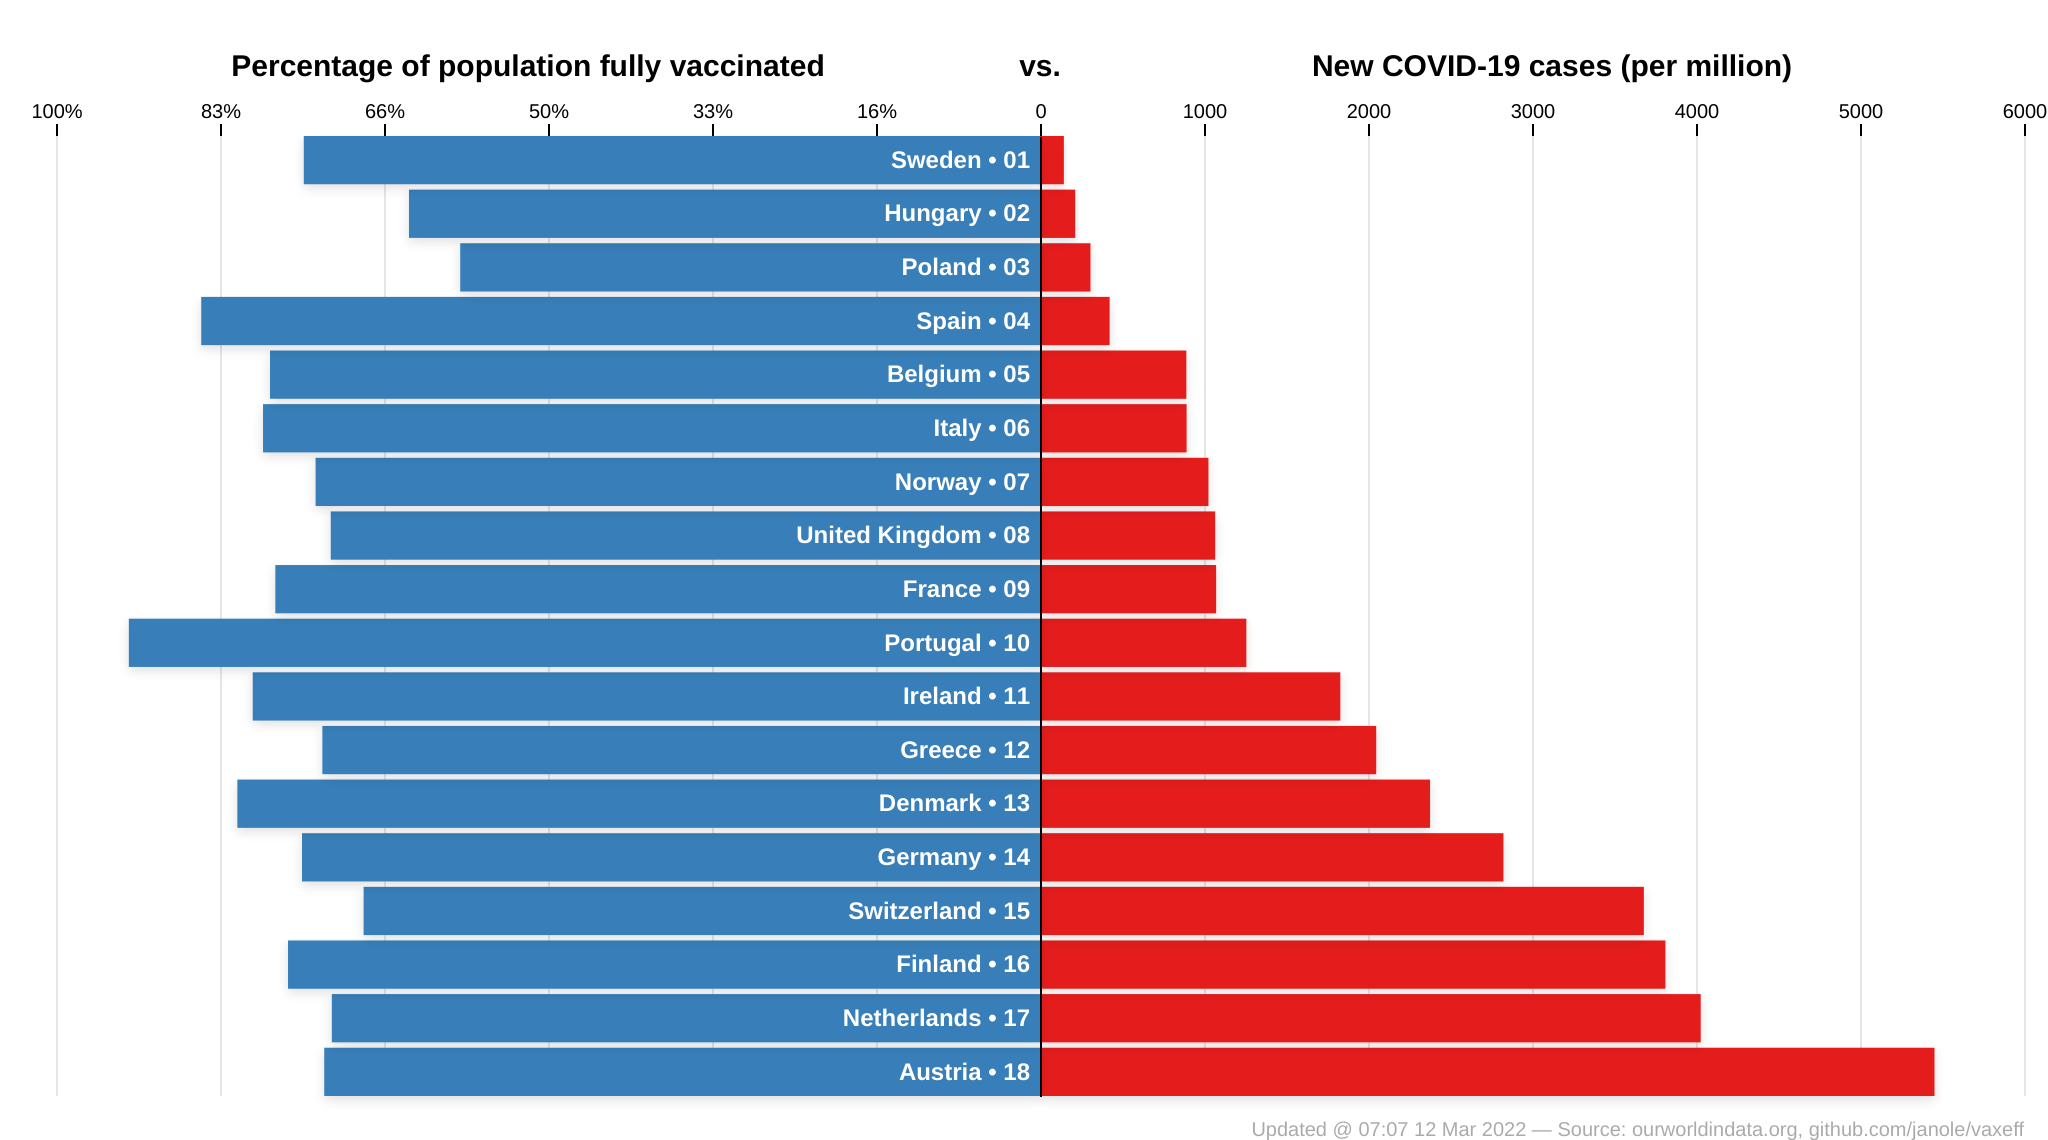 Percentage of population fully vaccinated vs. New COVID-19 cases (per million)
100% 83% 66% 50% 33% 16% 0 1000 2000 3000 4000 5000 6000
Sweden • 01
Hungary • 02
Poland • 03
Spain • 04
Belgium • 05
Italy • 06
Norway • 07
United Kingdom • 08
France • 09
Portugal • 10
Ireland • 11
Greece • 12
Denmark • 13
Germany • 14
Switzerland • 15
Finland • 16
Netherlands • 17
Austria • 18
Updated @ 07:07 12 Mar 2022 — Source: ourworldindata.org, github.com/janole/vaxeff